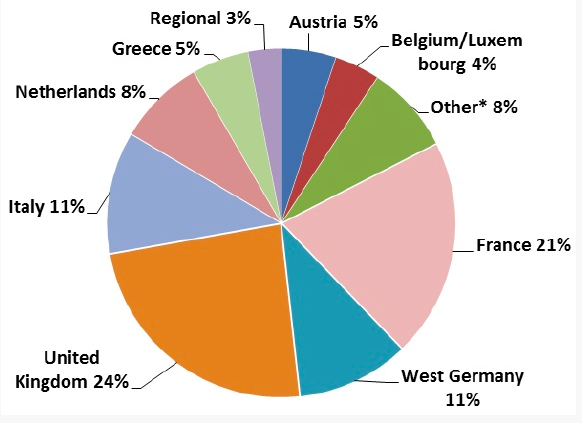 Regional 3%
Austria 5%
Greece 5%
Belgium/Luxem
bourg 4%
Netherlands 8%
Other* 8%
Italy 11%
France 21%
United
Kingdom 24%
West Germany
11%